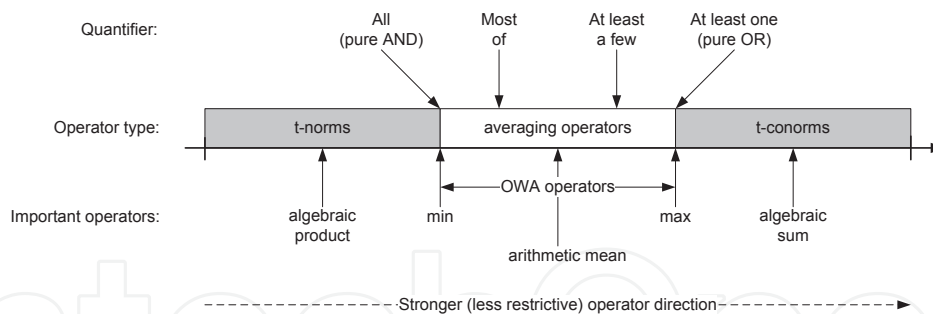 Quantifier:
All
(pure AND)
Most
of
At least
a few
At least one
(pure OR)
Operator type:
t-norms
averaging operators
t-conorms
OWA operators
Important operators:
algebraic
product
min
arithmetic mean
max
algebraic
sum
Stronger (less restrictive) operator direction